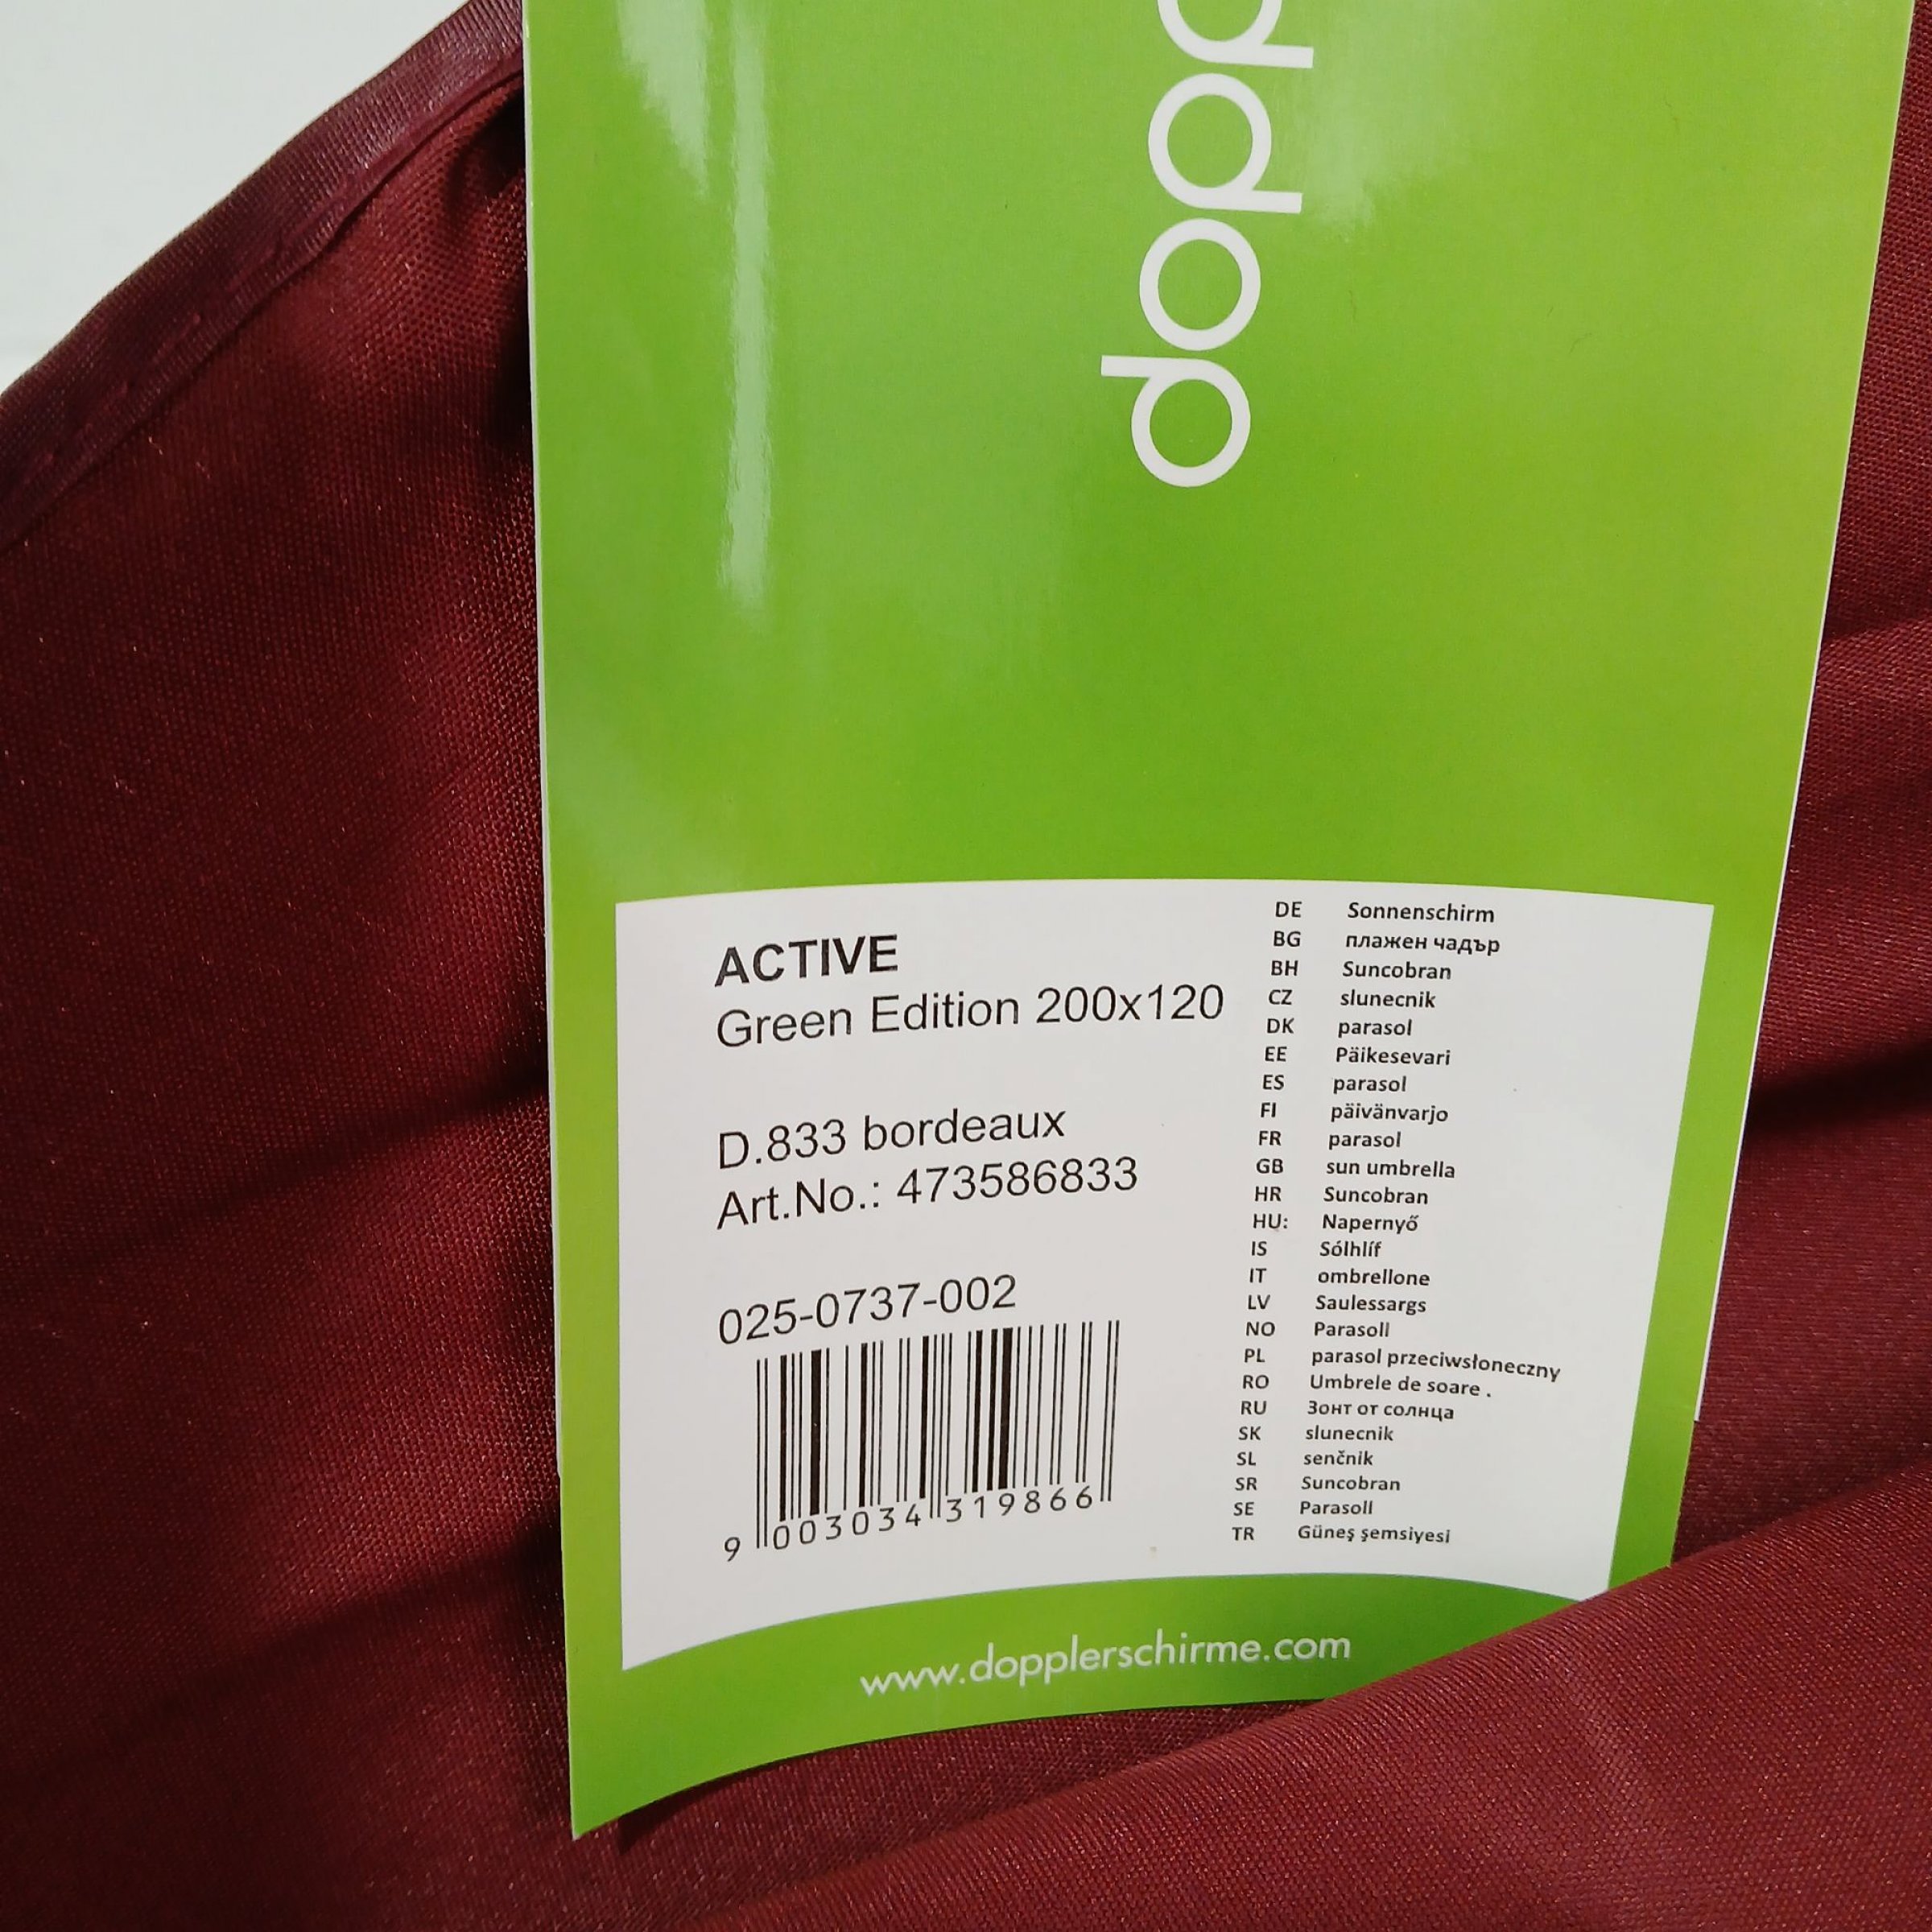 dopp
ACTIVE
Green Edition 200x120
D.833 bordeaux
Art.No.: 473586833
025-0737-002
9 003034 319866
DE Sonnenschirm
BG плажен чадър
BH Suncobran
CZ slunecnik
DK parasol
EE Päikesevari
ES parasol
FI päivänvarjo
FR parasol
GB sun umbrella
HR Suncobran
HU: Napernyő
IS Sólhlíf
IT ombrellone
LV Saulessargs
NO Parasoll
PL parasol przeciwsłoneczny
RO Umbrele de soare .
RU Зонт от солнца
SK slunecnik
SL senčnik
SR Suncobran
SE Parasoll
TR Güneş şemsiyesi
www.dopplerschirme.com